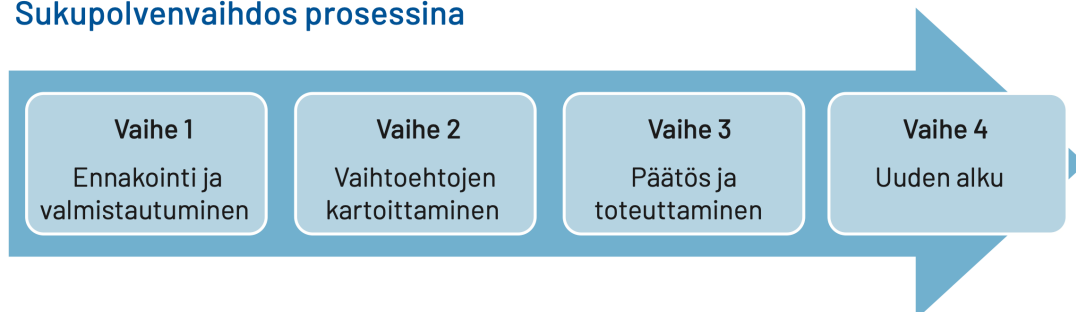 Sukupolvenvaihdos prosessina
Vaihe 1
Ennakointi ja
valmistautuminen
Vaihe 2
Vaihtoehtojen
kartoittaminen
Vaihe 3
Päätös ja
toteuttaminen
Vaihe 4
Uuden alku